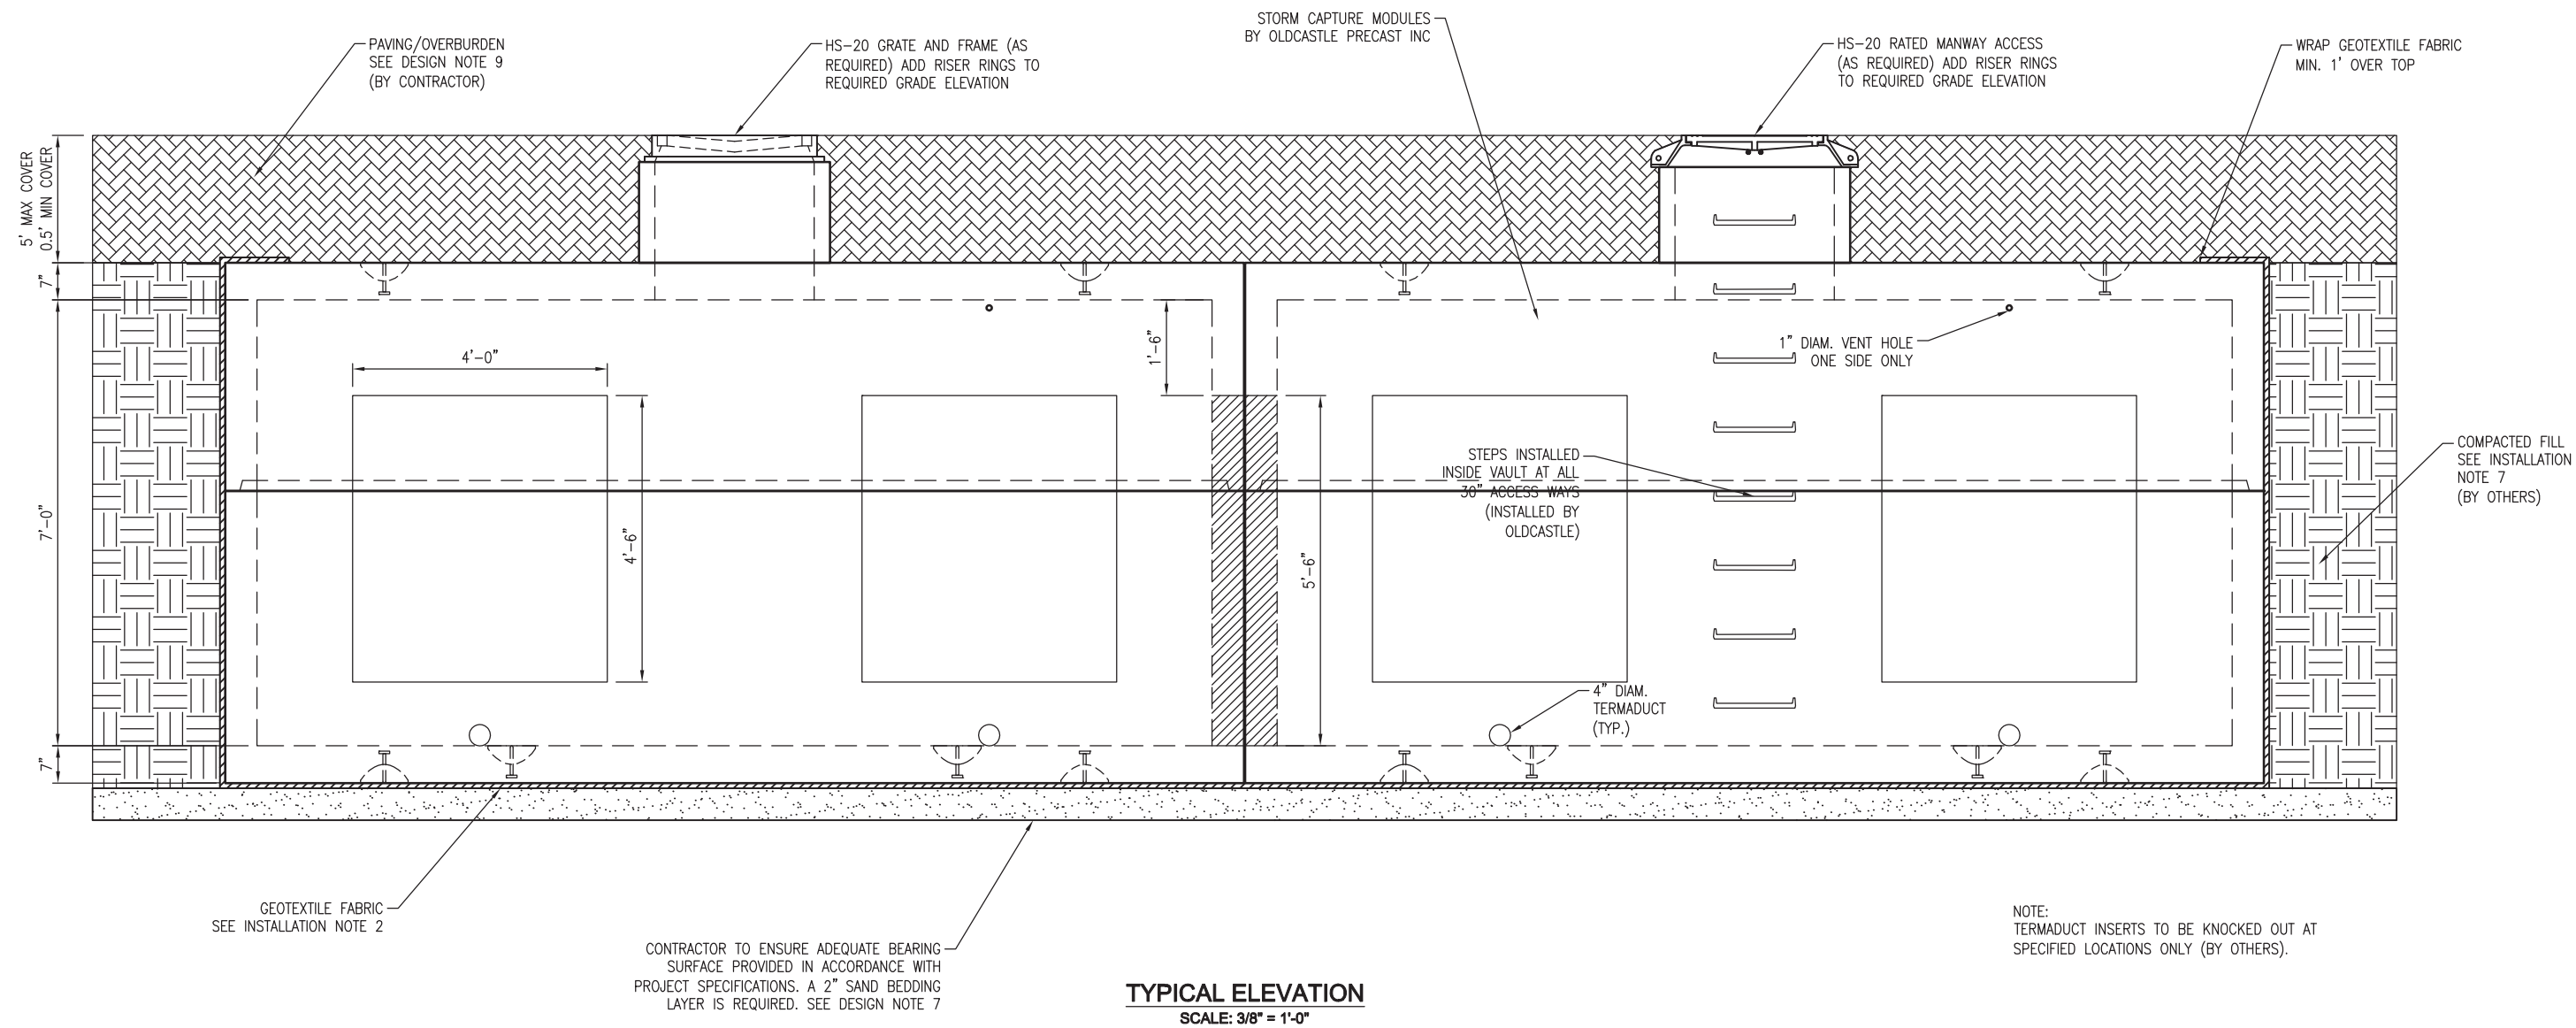 STORM CAPTURE MODULES
BY OLDCASTLE PRECAST INC
PAVING/OVERBURDEN
SEE DESIGN NOTE 9
(BY CONTRACTOR)
HS-20 GRATE AND FRAME (AS
REQUIRED) ADD RISER RINGS TO
REQUIRED GRADE ELEVATION
HS-20 RATED MANWAY ACCESS
(AS REQUIRED) ADD RISER RINGS
TO REQUIRED GRADE ELEVATION
WRAP GEOTEXTILE FABRIC
MIN. 1' OVER TOP
5' MAX COVER
0.5' MIN COVER
7"
7'-0"
7"
4'-0"
4'-6"
1'-6"
5'-6"
1" DIAM. VENT HOLE
ONE SIDE ONLY
STEPS INSTALLED
INSIDE VAULT AT ALL
30" ACCESS WAYS
(INSTALLED BY
OLDCASTLE)
COMPACTED FILL
SEE INSTALLATION
NOTE 7
(BY OTHERS)
4" DIAM.
TERMADUCT
(TYP.)
GEOTEXTILE FABRIC
SEE INSTALLATION NOTE 2
CONTRACTOR TO ENSURE ADEQUATE BEARING
SURFACE PROVIDED IN ACCORDANCE WITH
PROJECT SPECIFICATIONS. A 2" SAND BEDDING
LAYER IS REQUIRED. SEE DESIGN NOTE 7
NOTE:
TERMADUCT INSERTS TO BE KNOCKED OUT AT
SPECIFIED LOCATIONS ONLY (BY OTHERS).
TYPICAL ELEVATION
SCALE: 3/8" = 1'-0"